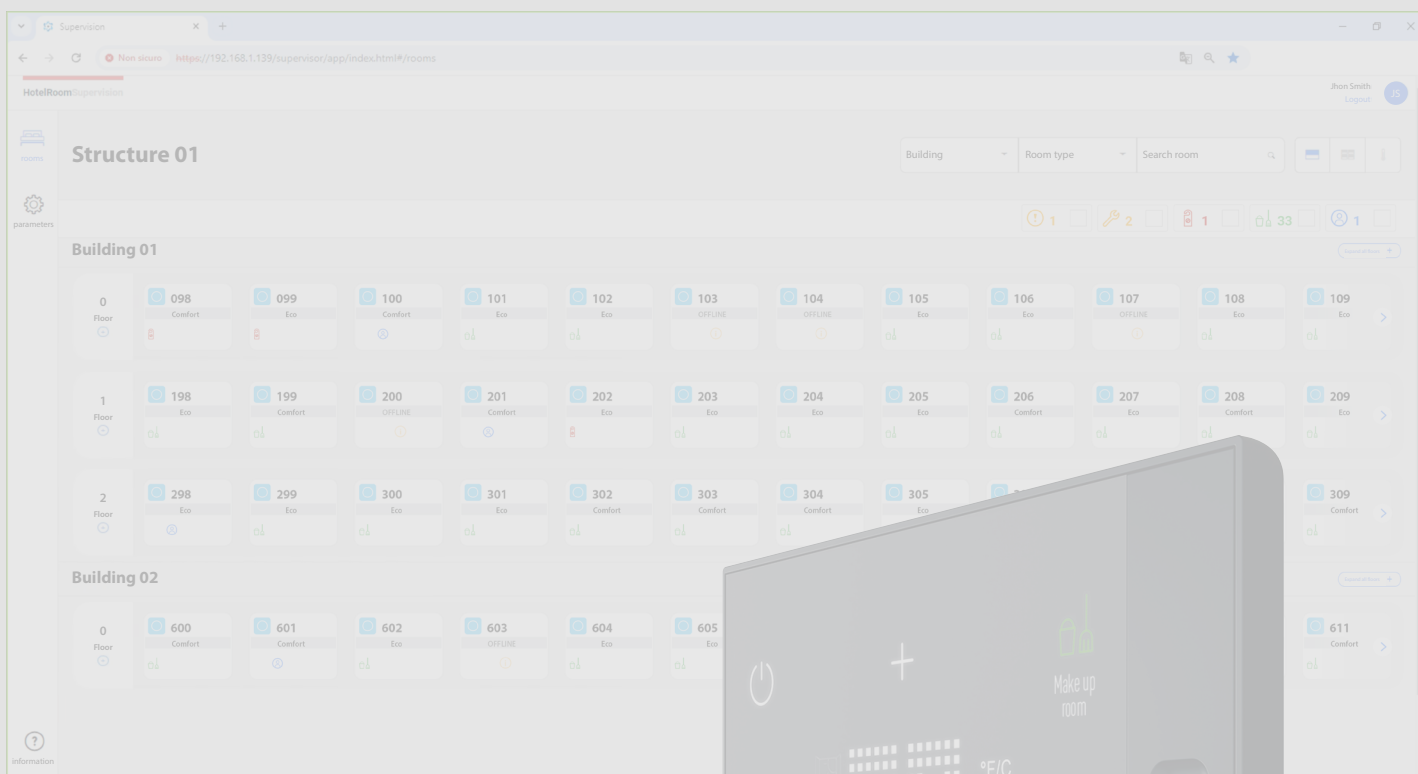 Supervision
Non sicuro https://192.168.1.139/supervisor/app/index.html#/rooms
HotelRoomSupervision
Jhon Smith
Logout
JS
rooms
Structure 01
Building
Room type
Search room
parameters
1 2 1 33 1
Building 01
0 098 099 100 101 102 103 104 105 106 107 108 109
Floor Comfort Eco Comfort Eco Eco OFFLINE OFFLINE Eco Eco OFFLINE Eco Eco
1 198 199 200 201 202 203 204 205 206 207 208 209
Floor Eco Comfort OFFLINE Comfort Eco Eco Eco Eco Comfort Eco Comfort Eco
2 298 299 300 301 302 303 304 305 309
Floor Eco Eco Eco Eco Comfort Comfort Comfort Eco Comfort
Building 02
0 600 601 602 603 604 605 611
Floor Comfort Comfort Eco OFFLINE Eco Eco Comfort
Make up
room
°F/C
?
information